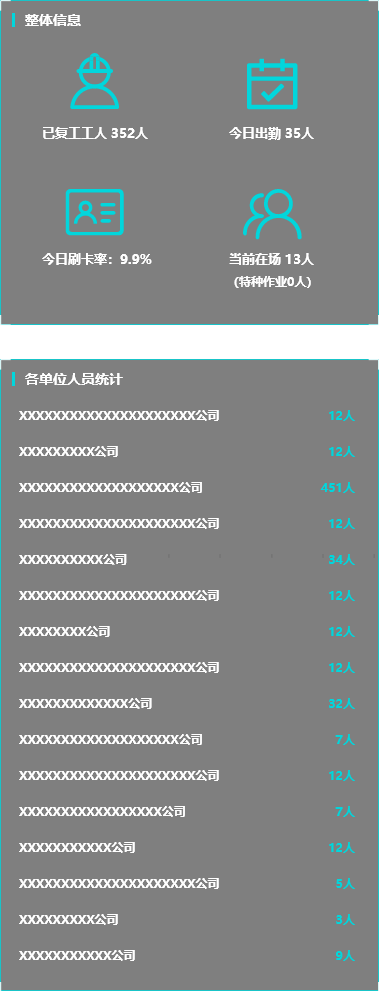 整体信息
已复工工人 352人
今日出勤 35人
今日刷卡率：9.9%
当前在场 13人
(特种作业0人)
各单位人员统计
XXXXXXXXXXXXXXXXXXXXX公司 12人
XXXXXXXXX公司 12人
XXXXXXXXXXXXXXXXXXX公司 451人
XXXXXXXXXXXXXXXXXXXXX公司 12人
XXXXXXXXXX公司 34人
XXXXXXXXXXXXXXXXXXXXX公司 12人
XXXXXXXX公司 12人
XXXXXXXXXXXXXXXXXXXXX公司 12人
XXXXXXXXXXXXX公司 32人
XXXXXXXXXXXXXXXXXXX公司 7人
XXXXXXXXXXXXXXXXXXXXX公司 12人
XXXXXXXXXXXXXXXXX公司 7人
XXXXXXXXXXX公司 12人
XXXXXXXXXXXXXXXXXXXXX公司 5人
XXXXXXXXX公司 3人
XXXXXXXXXXX公司 9人